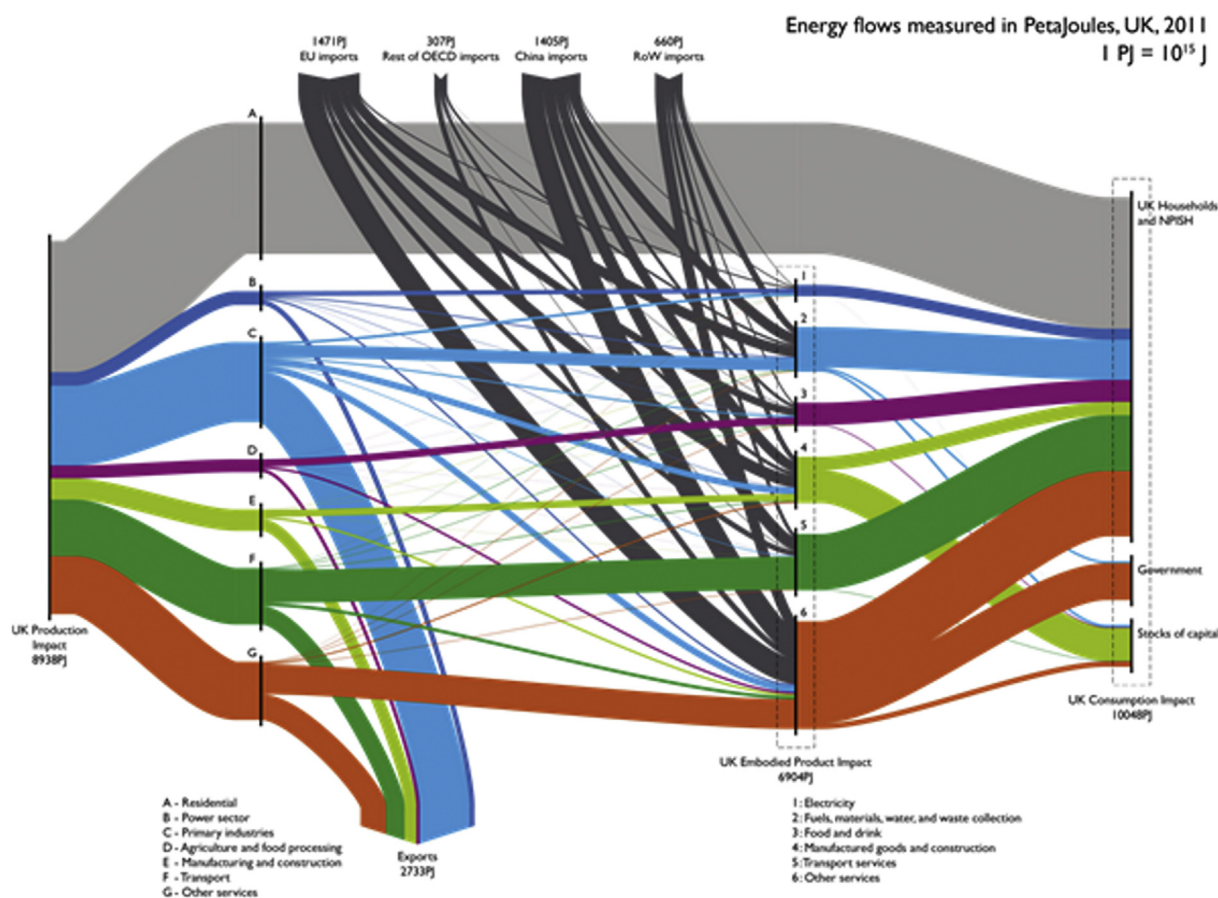 Energy flows measured in PetaJoules, UK, 2011
1 PJ = 10¹⁵ J
1471PJ
EU imports
307PJ
Rest of OECD imports
1405PJ
China imports
660PJ
RoW imports
A
B
C
D
E
F
G
1
2
3
4
5
6
UK Households
and NPISH
Government
Stocks of capital
UK Production
Impact
8938PJ
UK Consumption Impact
10048PJ
UK Embodied Product Impact
6904PJ
Exports
2733PJ
A - Residential
B - Power sector
C - Primary industries
D - Agriculture and food processing
E - Manufacturing and construction
F - Transport
G - Other services
1: Electricity
2: Fuels, materials, water, and waste collection
3: Food and drink
4: Manufactured goods and construction
5: Transport services
6: Other services